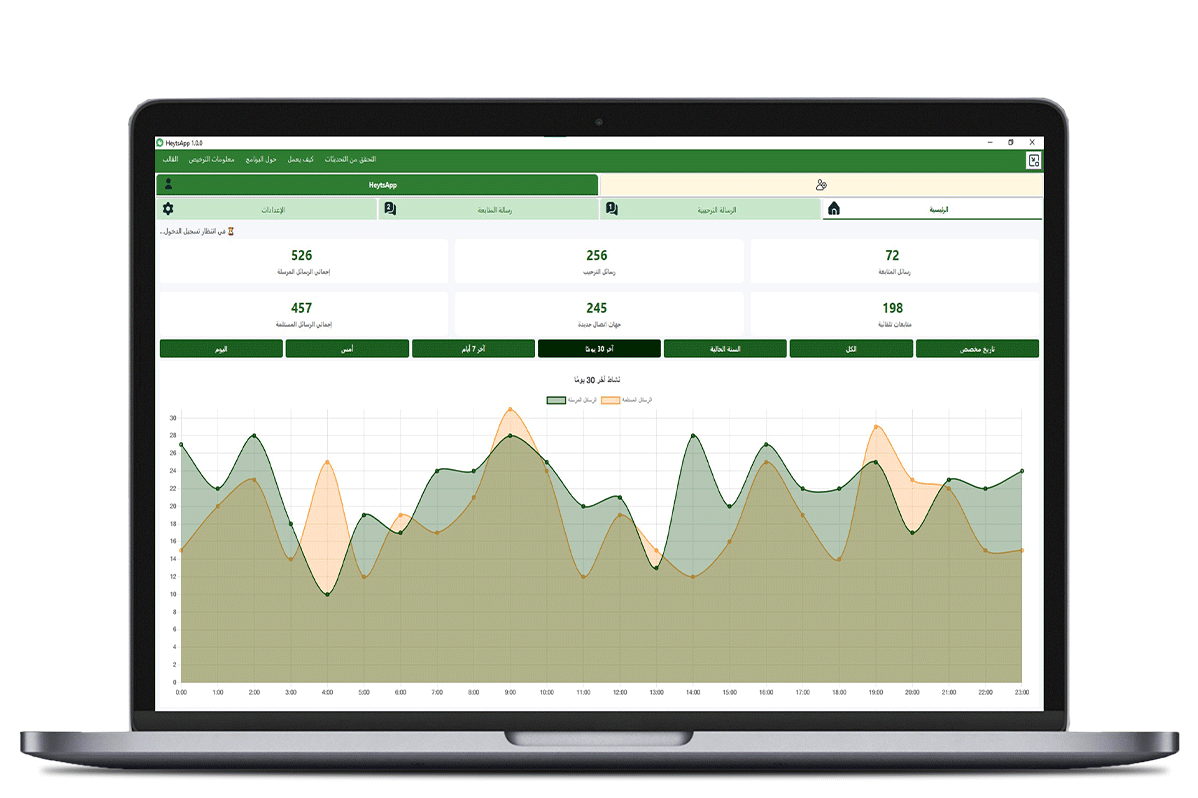 HeytsApp 1.0.0
القالب معلومات الترخيص حول البرنامج كيف يعمل التحقق من التحديثات
HeytsApp
الرئيسية
الرسالة الترحيبية
رسالة المتابعة
الإعدادات
في انتظار تسجيل الدخول..
72
رسائل المتابعة
256
رسائل الترحيب
526
إجمالي الرسائل المرسلة
198
متابعات تلقائية
245
جهات اتصال جديدة
457
إجمالي الرسائل المستلمة
تاريخ مخصص
الكل
السنة الحالية
آخر 30 يومًا
آخر 7 أيام
أمس
اليوم
نشاط آخر 30 يومًا
الرسائل المستلمة
الرسائل المرسلة
30
28
26
24
22
20
18
16
14
12
10
8
6
4
2
0
0:00 1:00 2:00 3:00 4:00 5:00 6:00 7:00 8:00 9:00 10:00 11:00 12:00 13:00 14:00 15:00 16:00 17:00 18:00 19:00 20:00 21:00 22:00 23:00